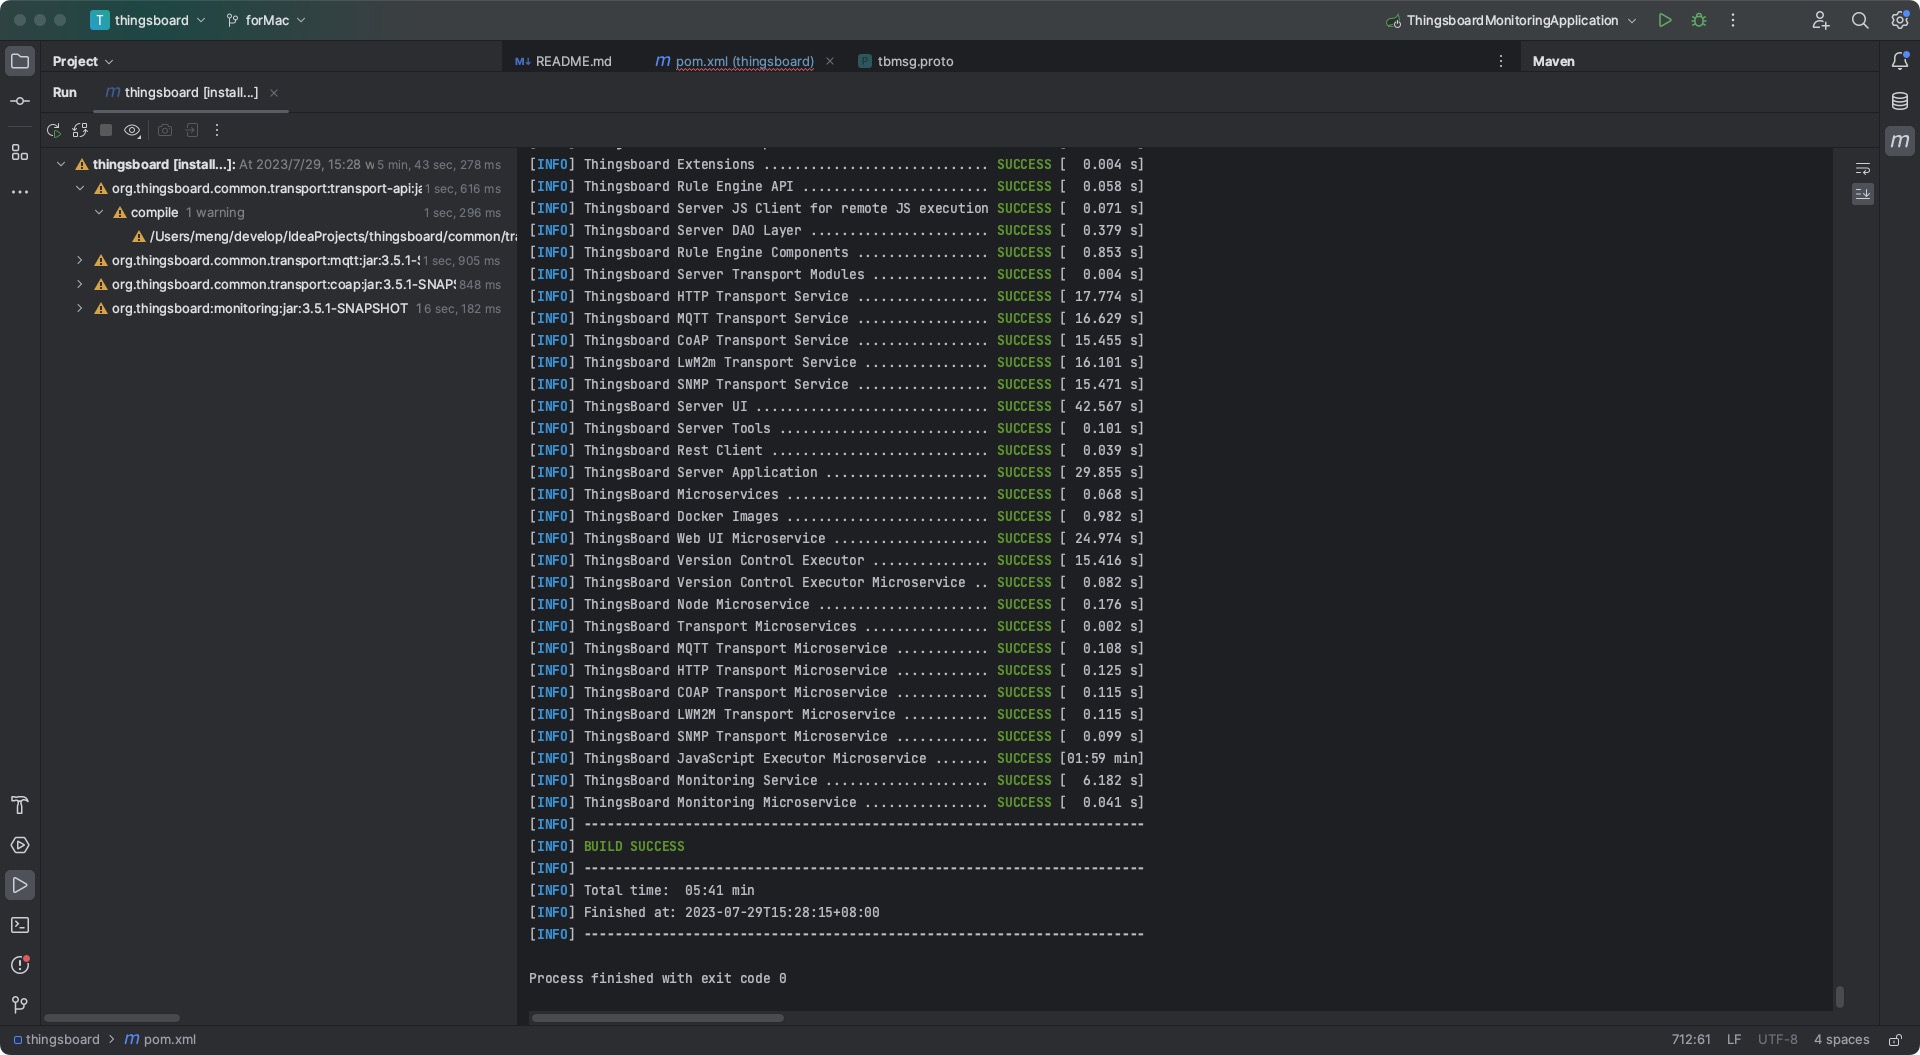 T thingsboard forMac ThingsboardMonitoringApplication
Project README.md pom.xml (thingsboard) tbmsg.proto Maven
Run thingsboard [install...]
thingsboard [install...]: At 2023/7/29, 15:28 w 5 min, 43 sec, 278 ms
org.thingsboard.common.transport:transport-api:ja 1 sec, 616 ms
compile 1 warning 1 sec, 296 ms
/Users/meng/develop/IdeaProjects/thingsboard/common/tra
org.thingsboard.common.transport:mqtt:jar:3.5.1-S 1 sec, 905 ms
org.thingsboard.common.transport:coap:jar:3.5.1-SNAPS 848 ms
org.thingsboard:monitoring:jar:3.5.1-SNAPSHOT 1 6 sec, 182 ms
[INFO] Thingsboard Extensions ............................. SUCCESS [  0.004 s]
[INFO] Thingsboard Rule Engine API ........................ SUCCESS [  0.058 s]
[INFO] Thingsboard Server JS Client for remote JS execution SUCCESS [  0.071 s]
[INFO] Thingsboard Server DAO Layer ....................... SUCCESS [  0.379 s]
[INFO] Thingsboard Rule Engine Components ................. SUCCESS [  0.853 s]
[INFO] Thingsboard Server Transport Modules ............... SUCCESS [  0.004 s]
[INFO] Thingsboard HTTP Transport Service ................. SUCCESS [ 17.774 s]
[INFO] Thingsboard MQTT Transport Service ................. SUCCESS [ 16.629 s]
[INFO] Thingsboard CoAP Transport Service ................. SUCCESS [ 15.455 s]
[INFO] Thingsboard LwM2m Transport Service ................ SUCCESS [ 16.101 s]
[INFO] Thingsboard SNMP Transport Service ................. SUCCESS [ 15.471 s]
[INFO] ThingsBoard Server UI .............................. SUCCESS [ 42.567 s]
[INFO] Thingsboard Server Tools ........................... SUCCESS [  0.101 s]
[INFO] Thingsboard Rest Client ............................ SUCCESS [  0.039 s]
[INFO] ThingsBoard Server Application ..................... SUCCESS [ 29.855 s]
[INFO] ThingsBoard Microservices .......................... SUCCESS [  0.068 s]
[INFO] ThingsBoard Docker Images .......................... SUCCESS [  0.982 s]
[INFO] ThingsBoard Web UI Microservice .................... SUCCESS [ 24.974 s]
[INFO] ThingsBoard Version Control Executor ............... SUCCESS [ 15.416 s]
[INFO] ThingsBoard Version Control Executor Microservice .. SUCCESS [  0.082 s]
[INFO] ThingsBoard Node Microservice ...................... SUCCESS [  0.176 s]
[INFO] ThingsBoard Transport Microservices ................ SUCCESS [  0.002 s]
[INFO] ThingsBoard MQTT Transport Microservice ............ SUCCESS [  0.108 s]
[INFO] ThingsBoard HTTP Transport Microservice ............ SUCCESS [  0.125 s]
[INFO] ThingsBoard COAP Transport Microservice ............ SUCCESS [  0.115 s]
[INFO] ThingsBoard LWM2M Transport Microservice ........... SUCCESS [  0.115 s]
[INFO] ThingsBoard SNMP Transport Microservice ............ SUCCESS [  0.099 s]
[INFO] ThingsBoard JavaScript Executor Microservice ....... SUCCESS [01:59 min]
[INFO] ThingsBoard Monitoring Service ..................... SUCCESS [  6.182 s]
[INFO] ThingsBoard Monitoring Microservice ................ SUCCESS [  0.041 s]
[INFO] ------------------------------------------------------------------------
[INFO] BUILD SUCCESS
[INFO] ------------------------------------------------------------------------
[INFO] Total time:  05:41 min
[INFO] Finished at: 2023-07-29T15:28:15+08:00
[INFO] ------------------------------------------------------------------------
Process finished with exit code 0
thingsboard > pom.xml 712:61 LF UTF-8 4 spaces